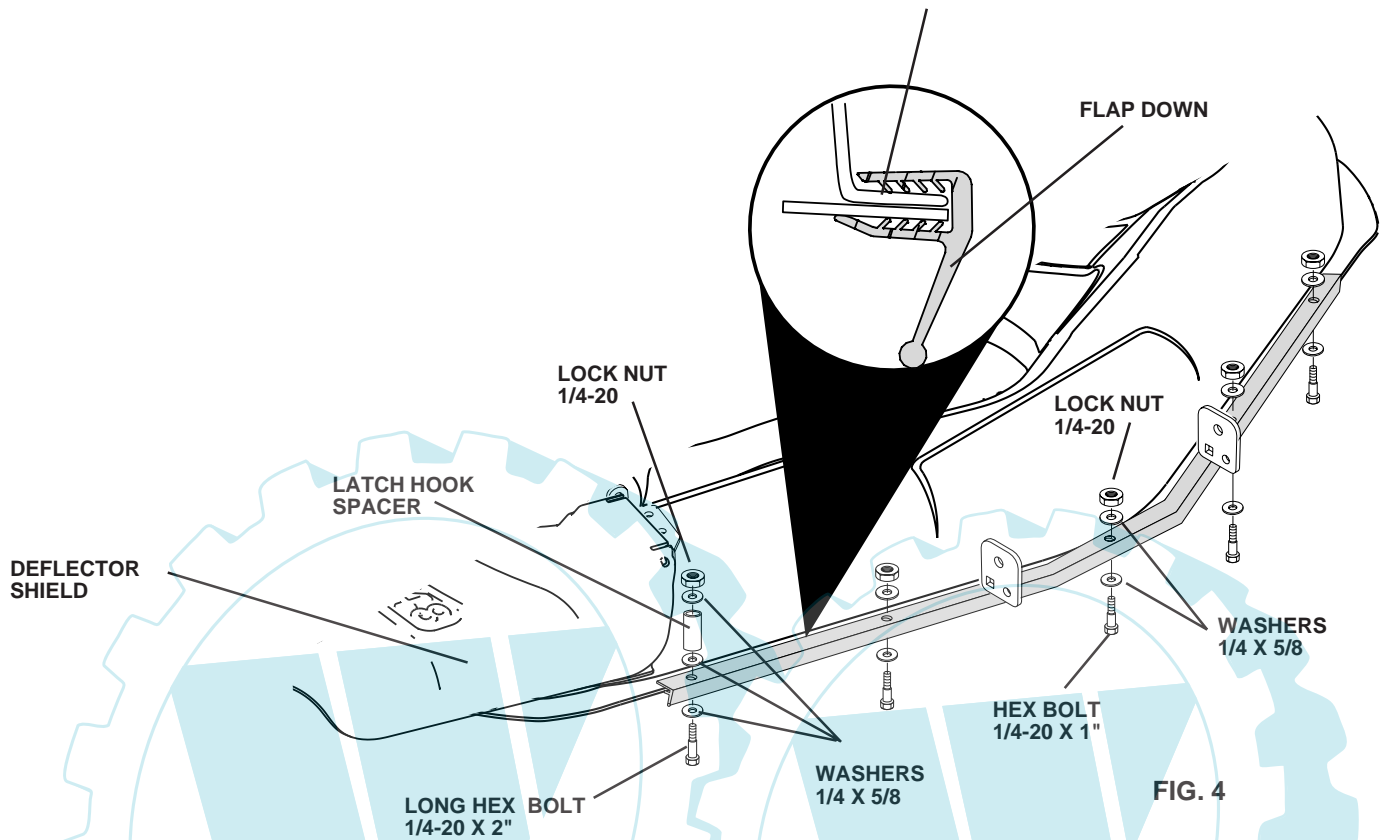 FLAP DOWN
LOCK NUT
1/4-20
LOCK NUT
1/4-20
LATCH HOOK
SPACER
DEFLECTOR
SHIELD
WASHERS
1/4 X 5/8
HEX BOLT
1/4-20 X 1"
WASHERS
1/4 X 5/8
LONG HEX BOLT
1/4-20 X 2"
FIG. 4